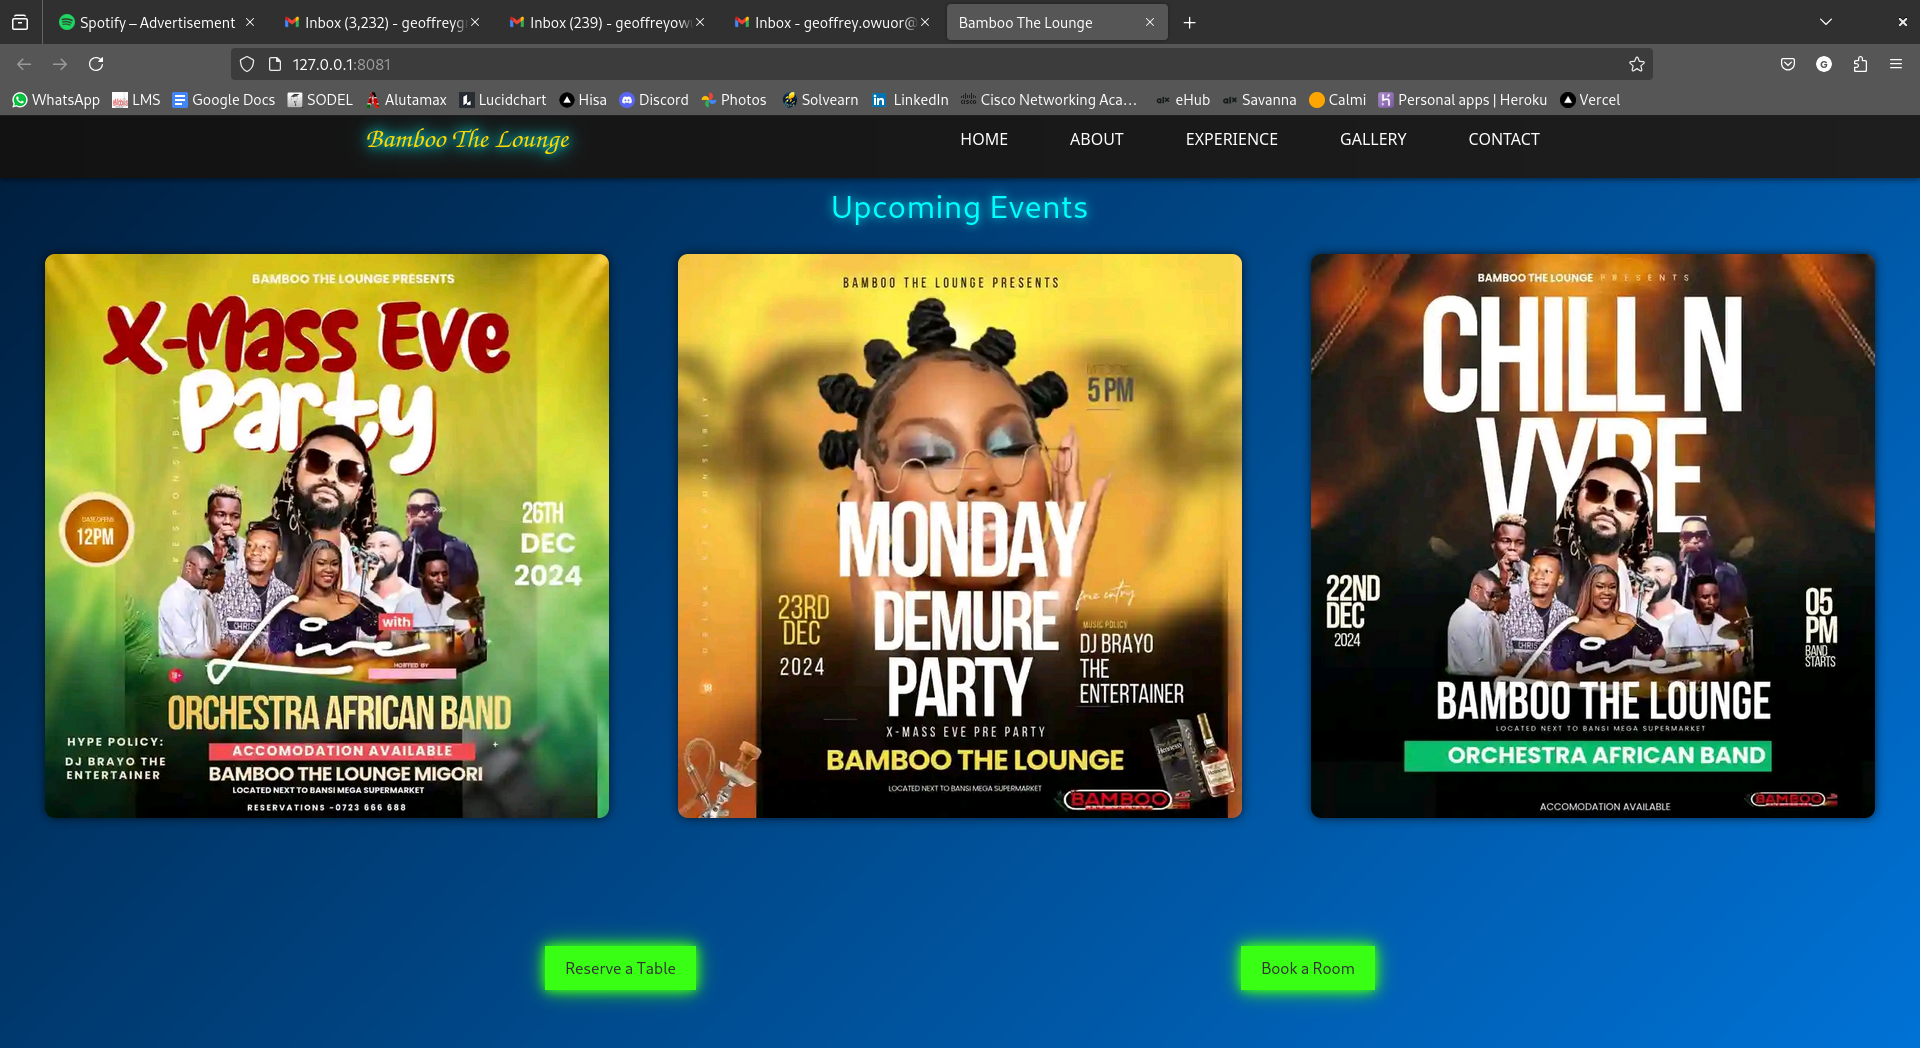 Spotify – Advertisement
Inbox (3,232) - geoffreyg
Inbox (239) - geoffreyow
Inbox - geoffrey.owuor@
Bamboo The Lounge
127.0.0.1:8081
G
WhatsApp
LMS
Google Docs
SODEL
Alutamax
Lucidchart
Hisa
Discord
Photos
Solvearn
LinkedIn
Cisco Networking Aca…
eHub
Savanna
Calmi
Personal apps | Heroku
Vercel
Bamboo The Lounge
HOME
ABOUT
EXPERIENCE
GALLERY
CONTACT
Upcoming Events
BAMBOO THE LOUNGE PRESENTS
X-Mass Eve
Party
12PM
26TH
DEC
2024
with
Live
HOSTED BY
18+
ORCHESTRA AFRICAN BAND
HYPE POLICY:
DJ BRAYO THE
ENTERTAINER
ACCOMODATION AVAILABLE
BAMBOO THE LOUNGE MIGORI
LOCATED NEXT TO BANSI MEGA SUPERMARKET
RESERVATIONS -0723 666 688
BAMBOO THE LOUNGE PRESENTS
5 PM
MONDAY
DEMURE
PARTY
23RD
DEC
2024
free entry
MUSIC POLICY
DJ BRAYO
THE
ENTERTAINER
X-MASS EVE PRE PARTY
BAMBOO THE LOUNGE
LOCATED NEXT TO BANSI MEGA SUPERMARKET
BAMBOO
Hennessy
BAMBOO THE LOUNGE PRESENTS
CHILL N
VYBE
22ND
DEC
2024
05
PM
BAND
STARTS
Live
BAMBOO THE LOUNGE
LOCATED NEXT TO BANSI MEGA SUPERMARKET
ORCHESTRA AFRICAN BAND
ACCOMODATION AVAILABLE
BAMBOO
Reserve a Table
Book a Room